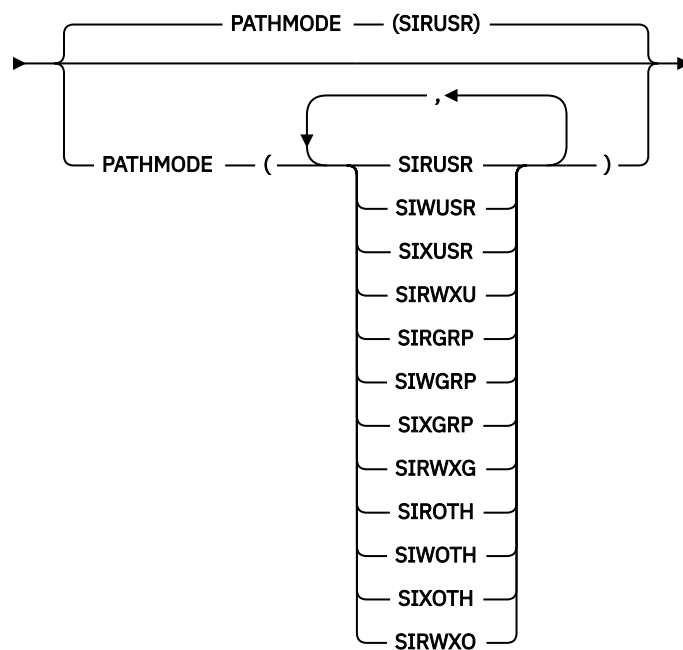 PATHMODE (SIRUSR)
,
PATHMODE ( SIRUSR )
SIWUSR
SIXUSR
SIRWXU
SIRGRP
SIWGRP
SIXGRP
SIRWXG
SIROTH
SIWOTH
SIXOTH
SIRWXO